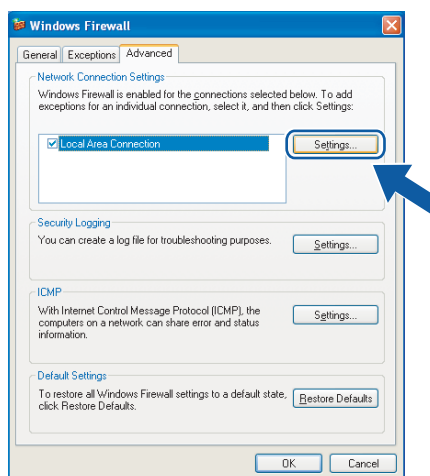 Windows Firewall
General Exceptions Advanced
Network Connection Settings
Windows Firewall is enabled for the connections selected below. To add
exceptions for an individual connection, select it, and then click Settings:
Local Area Connection
Settings...
Security Logging
You can create a log file for troubleshooting purposes.
Settings...
ICMP
With Internet Control Message Protocol (ICMP), the
computers on a network can share error and status
information.
Settings...
Default Settings
To restore all Windows Firewall settings to a default state,
click Restore Defaults.
Restore Defaults
OK Cancel